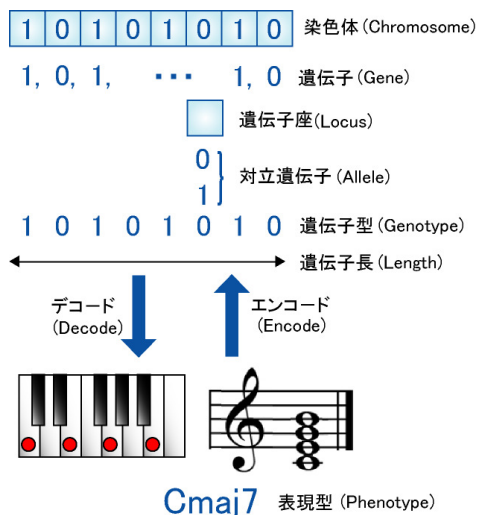 1 0 1 0 1 0 1 0 染色体 (Chromosome)
1, 0, 1, ･･･ 1, 0 遺伝子 (Gene)
遺伝子座(Locus)
0
1
対立遺伝子 (Allele)
1 0 1 0 1 0 1 0 遺伝子型 (Genotype)
遺伝子長 (Length)
デコード
(Decode)
エンコード
(Encode)
Cmaj7 表現型 (Phenotype)